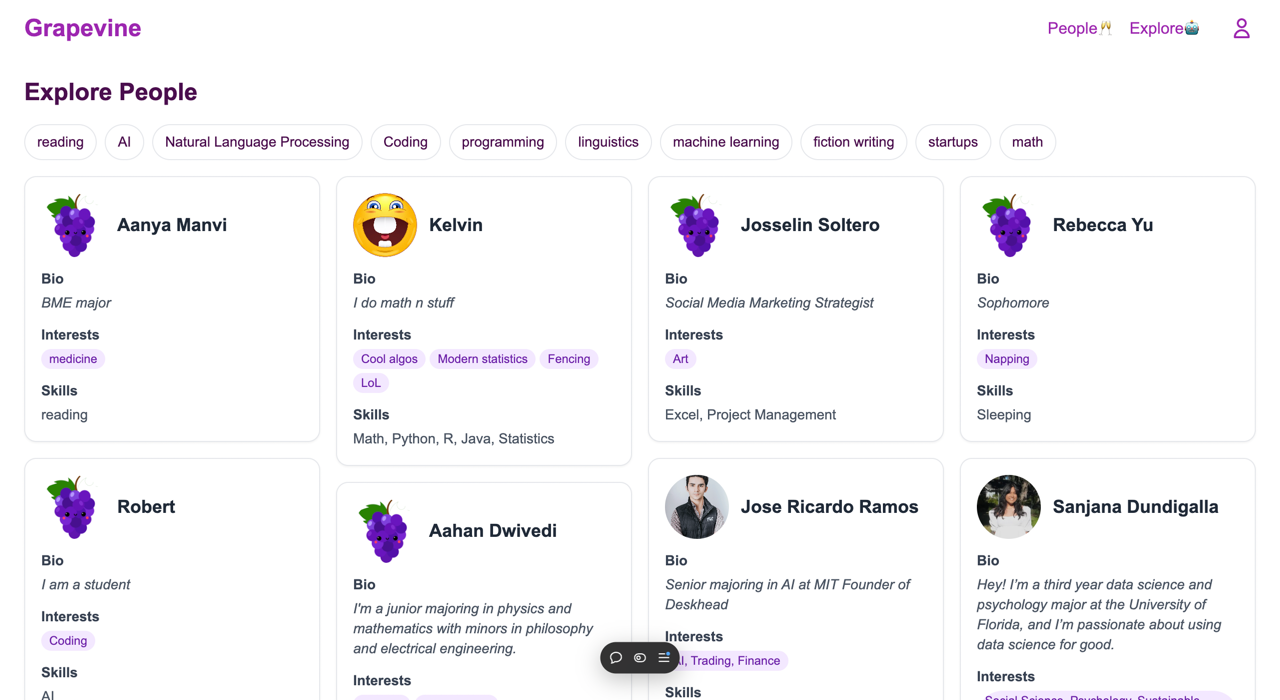 Grapevine
People🥂 Explore🤖
Explore People
reading AI Natural Language Processing Coding programming linguistics machine learning fiction writing startups math
Aanya Manvi
Bio
BME major
Interests
medicine
Skills
reading
Kelvin
Bio
I do math n stuff
Interests
Cool algos Modern statistics Fencing
LoL
Skills
Math, Python, R, Java, Statistics
Josselin Soltero
Bio
Social Media Marketing Strategist
Interests
Art
Skills
Excel, Project Management
Rebecca Yu
Bio
Sophomore
Interests
Napping
Skills
Sleeping
Robert
Bio
I am a student
Interests
Coding
Skills
AI
Aahan Dwivedi
Bio
I'm a junior majoring in physics and
mathematics with minors in philosophy
and electrical engineering.
Interests
Jose Ricardo Ramos
Bio
Senior majoring in AI at MIT Founder of
Deskhead
Interests
AI, Trading, Finance
Skills
Sanjana Dundigalla
Bio
Hey! I'm a third year data science and
psychology major at the University of
Florida, and I'm passionate about using
data science for good.
Interests
Social Science, Psychology, Sustainable